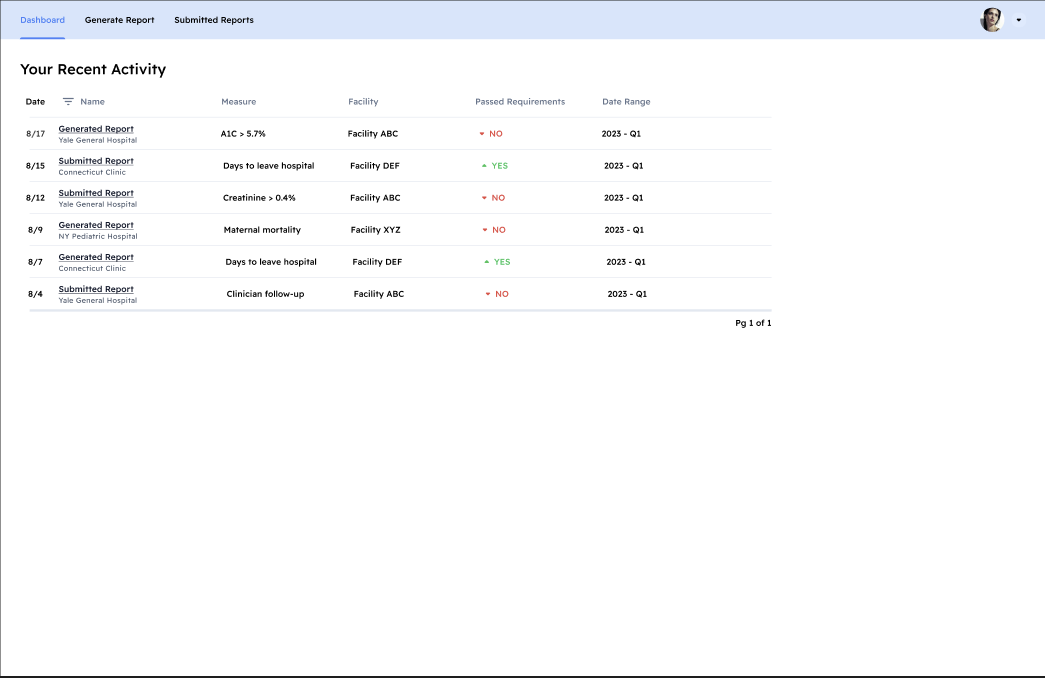 Dashboard Generate Report Submitted Reports
Your Recent Activity
Date Name Measure Facility Passed Requirements Date Range
8/17 Generated Report A1C > 5.7% Facility ABC NO 2023 - Q1
Yale General Hospital
8/15 Submitted Report Days to leave hospital Facility DEF YES 2023 - Q1
Connecticut Clinic
8/12 Submitted Report Creatinine > 0.4% Facility ABC NO 2023 - Q1
Yale General Hospital
8/9 Generated Report Maternal mortality Facility XYZ NO 2023 - Q1
NY Pediatric Hospital
8/7 Generated Report Days to leave hospital Facility DEF YES 2023 - Q1
Connecticut Clinic
8/4 Submitted Report Clinician follow-up Facility ABC NO 2023 - Q1
Yale General Hospital
Pg 1 of 1